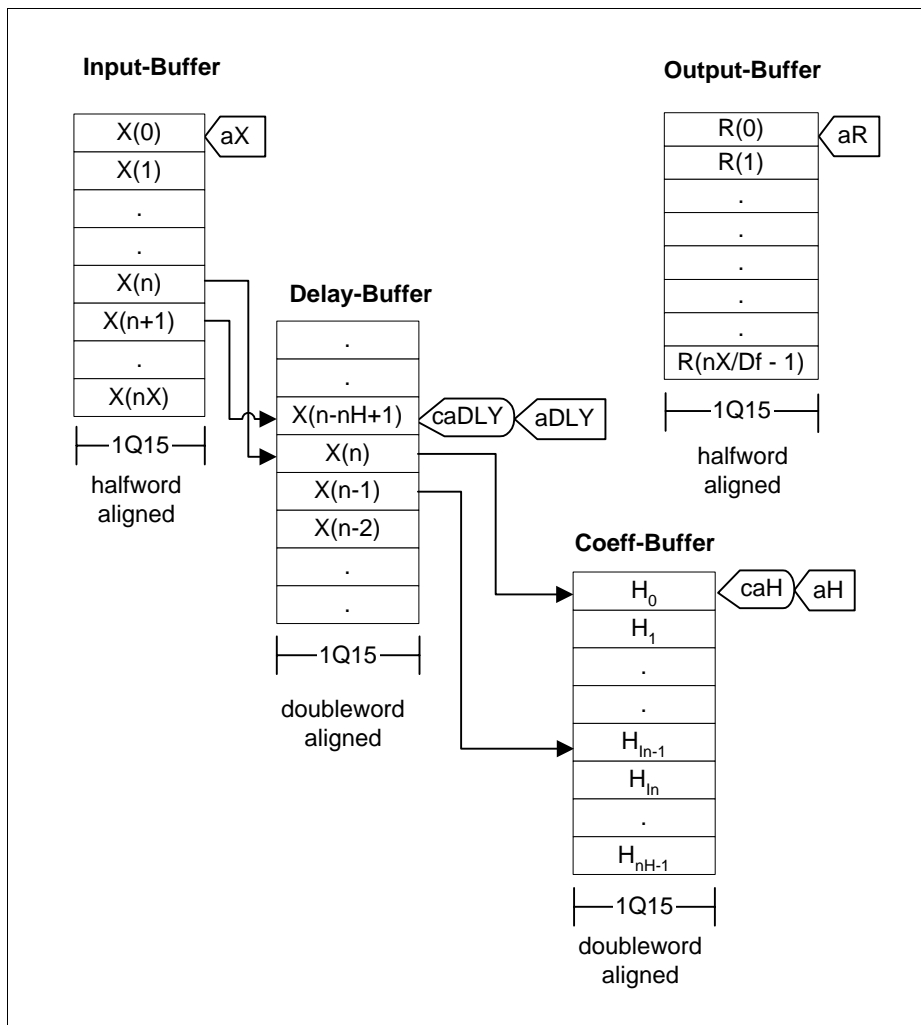 Input-Buffer
X(0)
aX
X(1)
.
.
X(n)
X(n+1)
.
X(nX)
1Q15
halfword
aligned
Delay-Buffer
.
.
X(n-nH+1)
caDLY
aDLY
X(n)
X(n-1)
X(n-2)
.
.
1Q15
doubleword
aligned
Output-Buffer
R(0)
aR
R(1)
.
.
.
.
.
R(nX/Df - 1)
1Q15
halfword
aligned
Coeff-Buffer
H0
caH
aH
H1
.
.
HIn-1
HIn
.
HnH-1
1Q15
doubleword
aligned